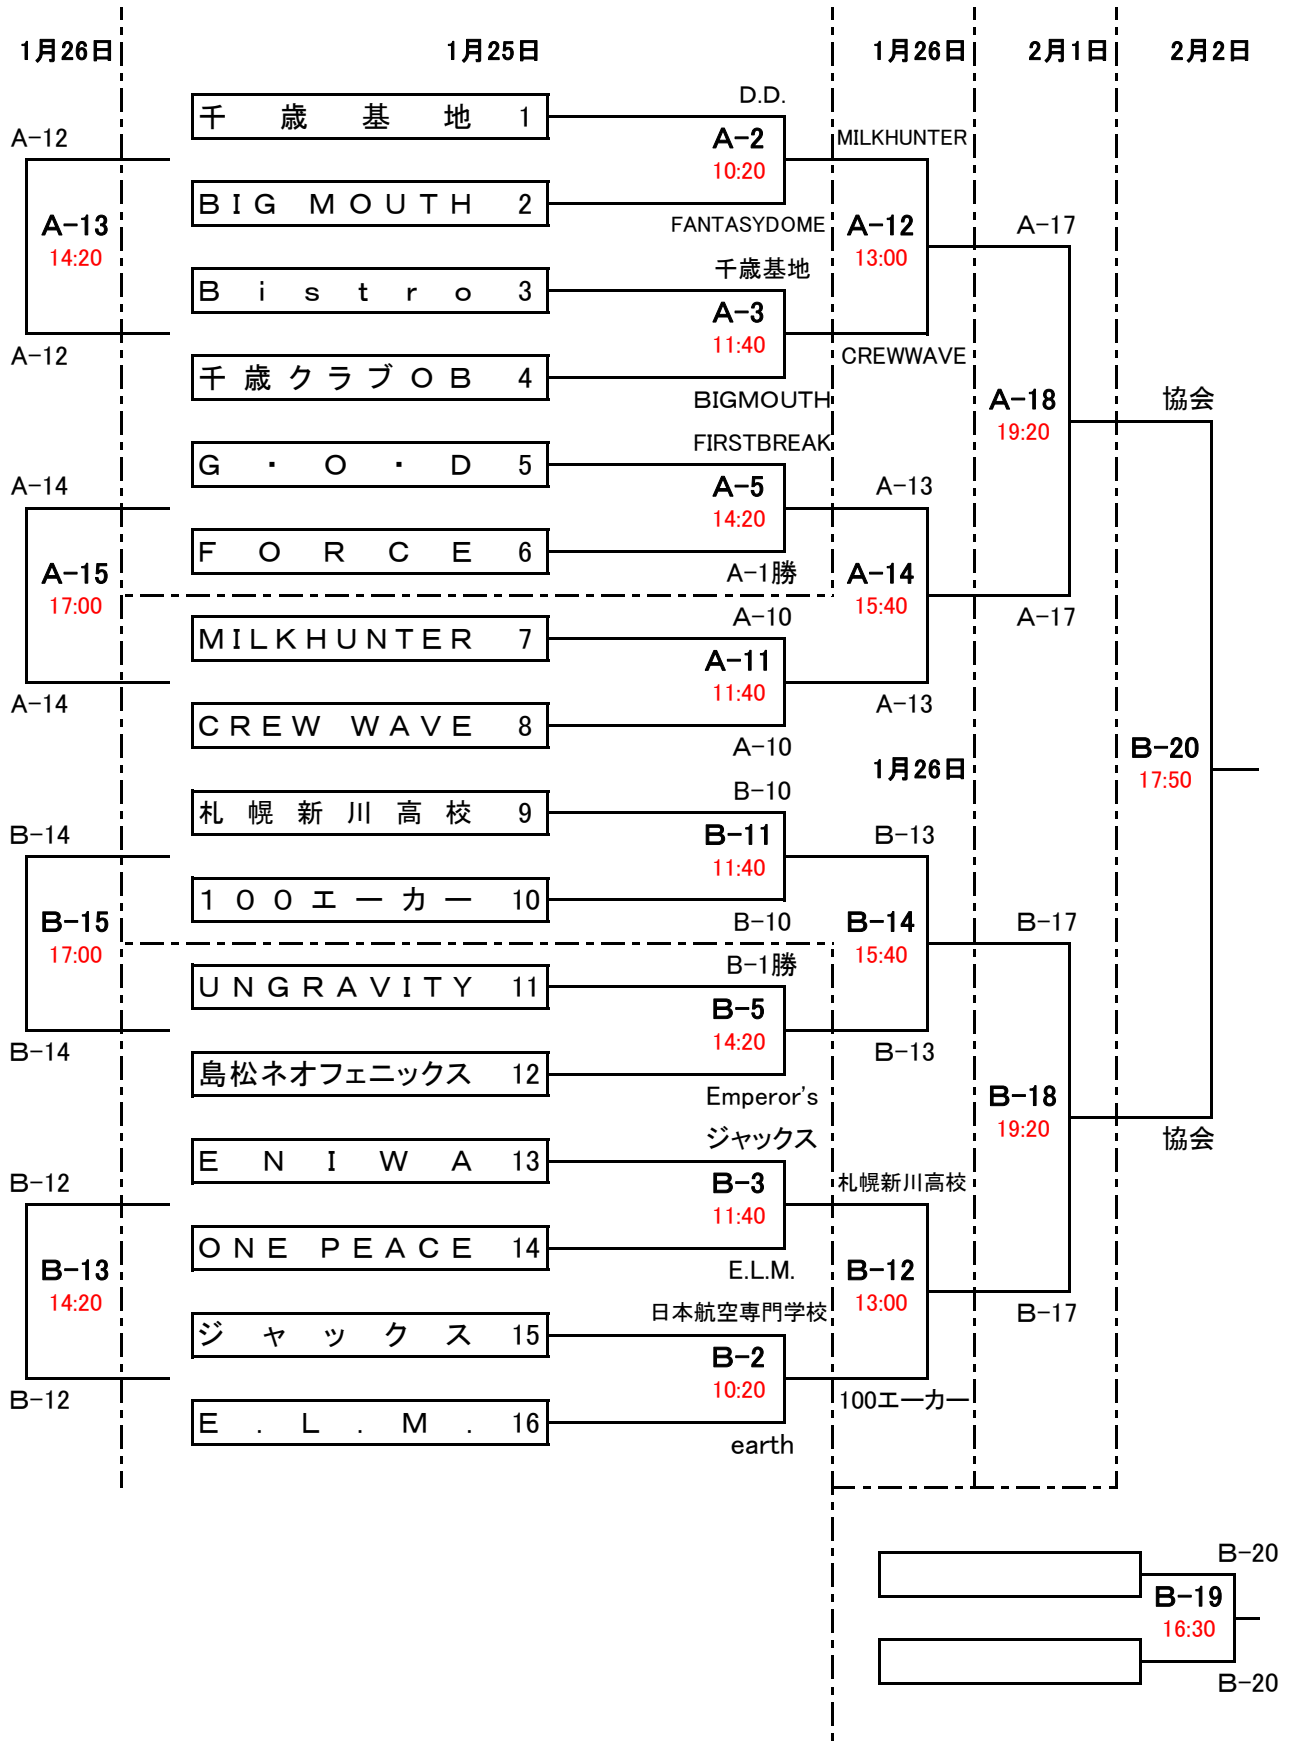 1月26日 1月25日 1月26日 2月1日 2月2日
D.D.
千歳基地 1
A-12 A-2 MILKHUNTER
10:20
BIG MOUTH 2
A-13 FANTASYDOME A-12 A-17
14:20 13:00
千歳基地
Bistro 3
A-3
11:40
A-12 CREWWAVE
千歳クラブOB 4
BIGMOUTH A-18 協会
19:20
FIRSTBREAK
G・O・D 5
A-14 A-5 A-13
14:20
FORCE 6
A-15 A-1勝 A-14
17:00 15:40
A-10 A-17
MILKHUNTER 7
A-11
11:40
A-14 A-13
CREW WAVE 8
A-10 B-20
1月26日 17:50
B-10
札幌新川高校 9
B-14 B-11 B-13
11:40
100エーカー 10
B-15 B-10 B-14 B-17
17:00 15:40
B-1勝
UNGRAVITY 11
B-5
14:20
B-14 B-13
島松ネオフェニックス 12
Emperor's B-18
19:20
ジャックス 協会
ENIWA 13
B-12 B-3 札幌新川高校
11:40
ONE PEACE 14
B-13 E.L.M. B-12
14:20 13:00
日本航空専門学校 B-17
ジャックス 15
B-2
10:20
B-12 100エーカー
E.L.M. 16
earth
B-20
B-19
16:30
B-20